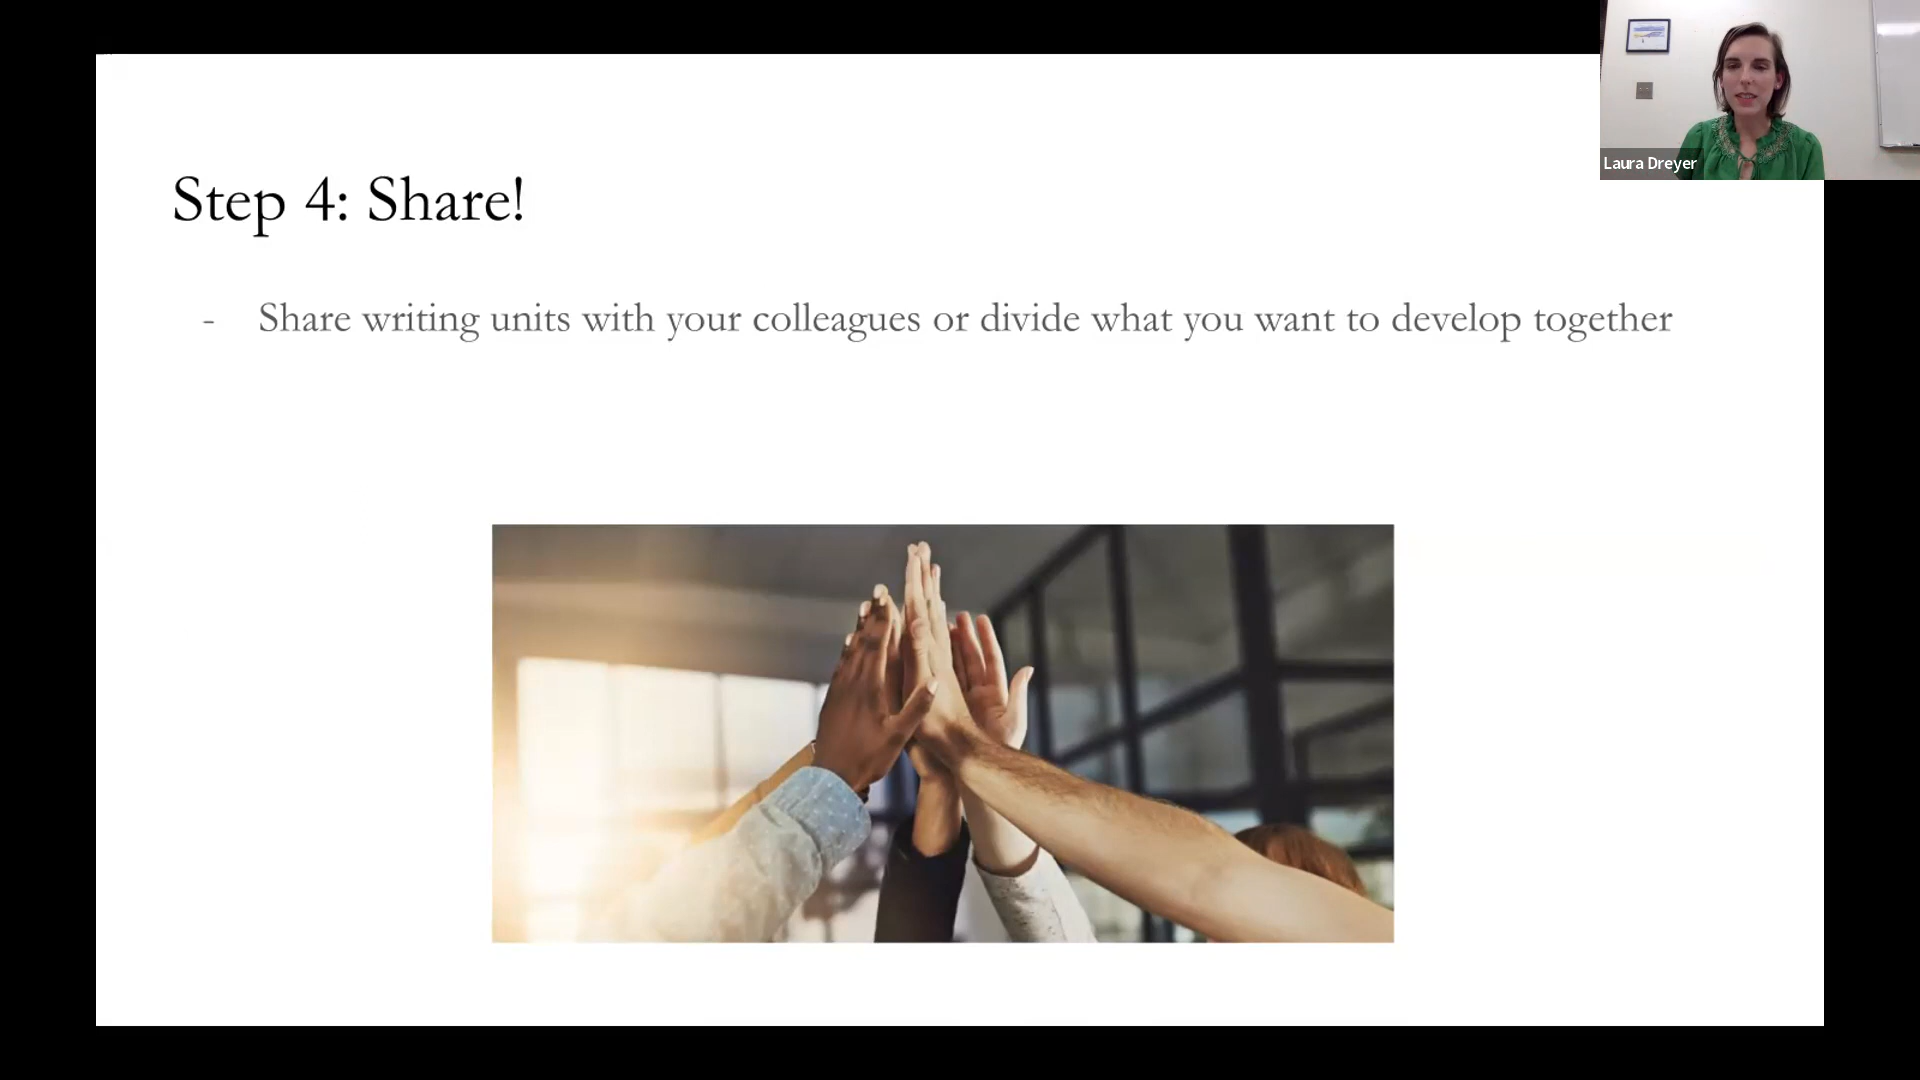 Laura Dreyer
Step 4: Share!
- Share writing units with your colleagues or divide what you want to develop together